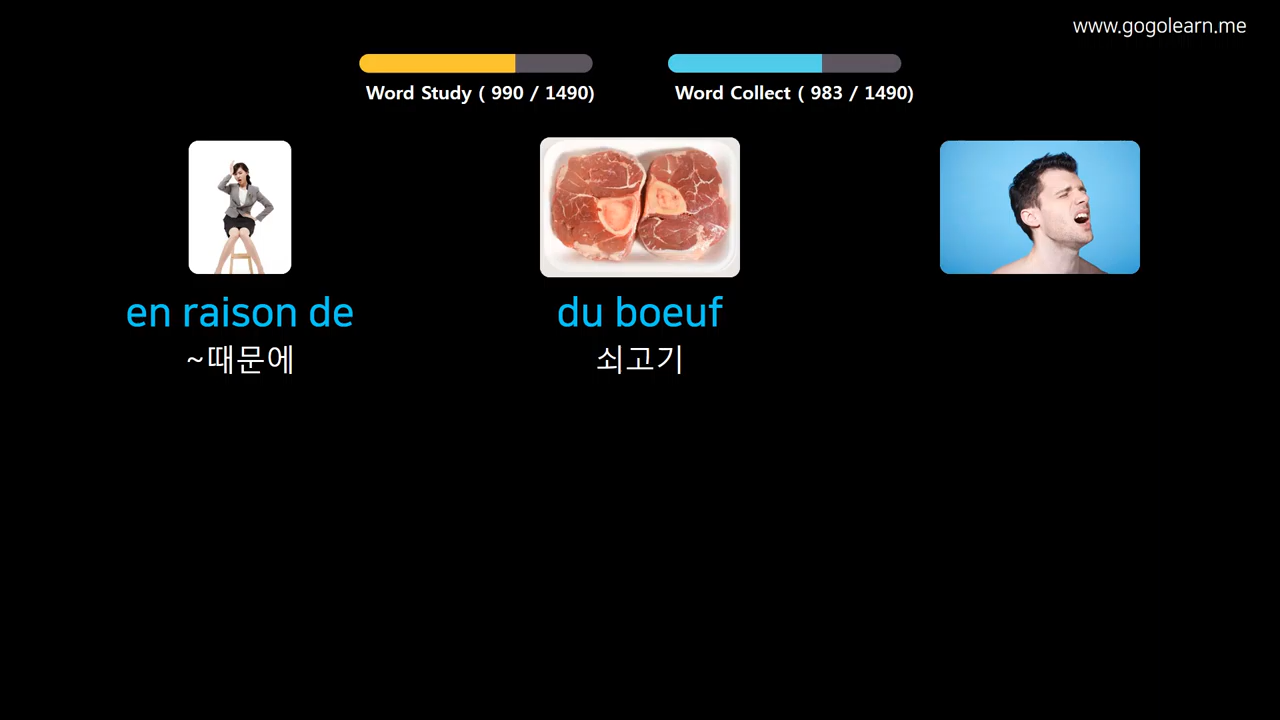 www.gogolearn.me
Word Study ( 990 / 1490)
Word Collect ( 983 / 1490)
en raison de
~때문에
du boeuf
쇠고기